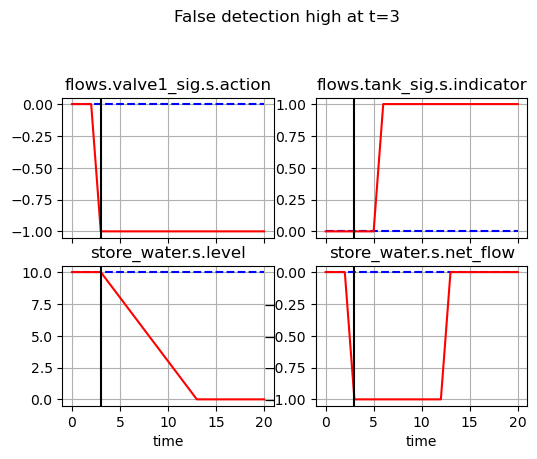 False detection high at t=3
flows.valve1_sig.s.action
flows.tank_sig.s.indicator
0.00
−0.25
−0.50
−0.75
−1.00
1.00
0.75
0.50
0.25
0.00
store_water.s.level
store_water.s.net_flow
10.0
7.5
5.0
2.5
0.0
0.00
−0.25
−0.50
−0.75
−1.00
0 5 10 15 20
0 5 10 15 20
time
time